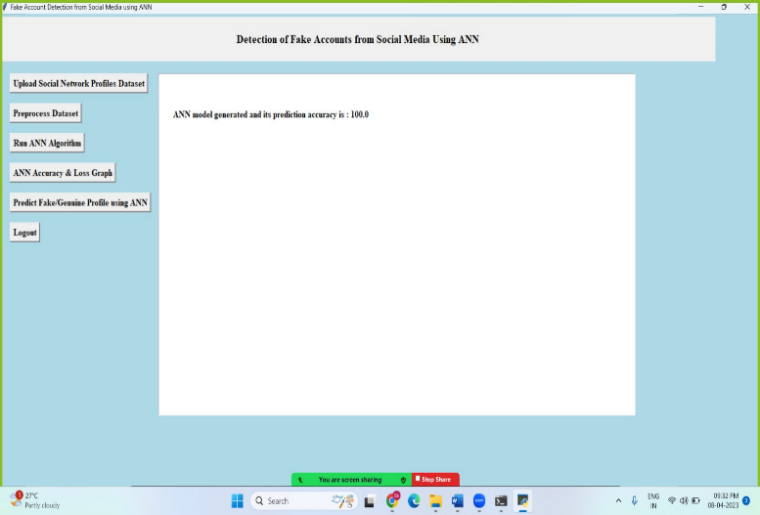 Fake Account Detection from Social Media using ANN
Detection of Fake Accounts from Social Media Using ANN
Upload Social Network Profiles Dataset
Preprocess Dataset
Run ANN Algorithm
ANN Accuracy & Loss Graph
Predict Fake/Genuine Profile using ANN
Logout
ANN model generated and its prediction accuracy is : 100.0
You are screen sharing
Stop Share
27°C
Partly cloudy
Search
ENG
IN
09:32 PM
08-04-2023